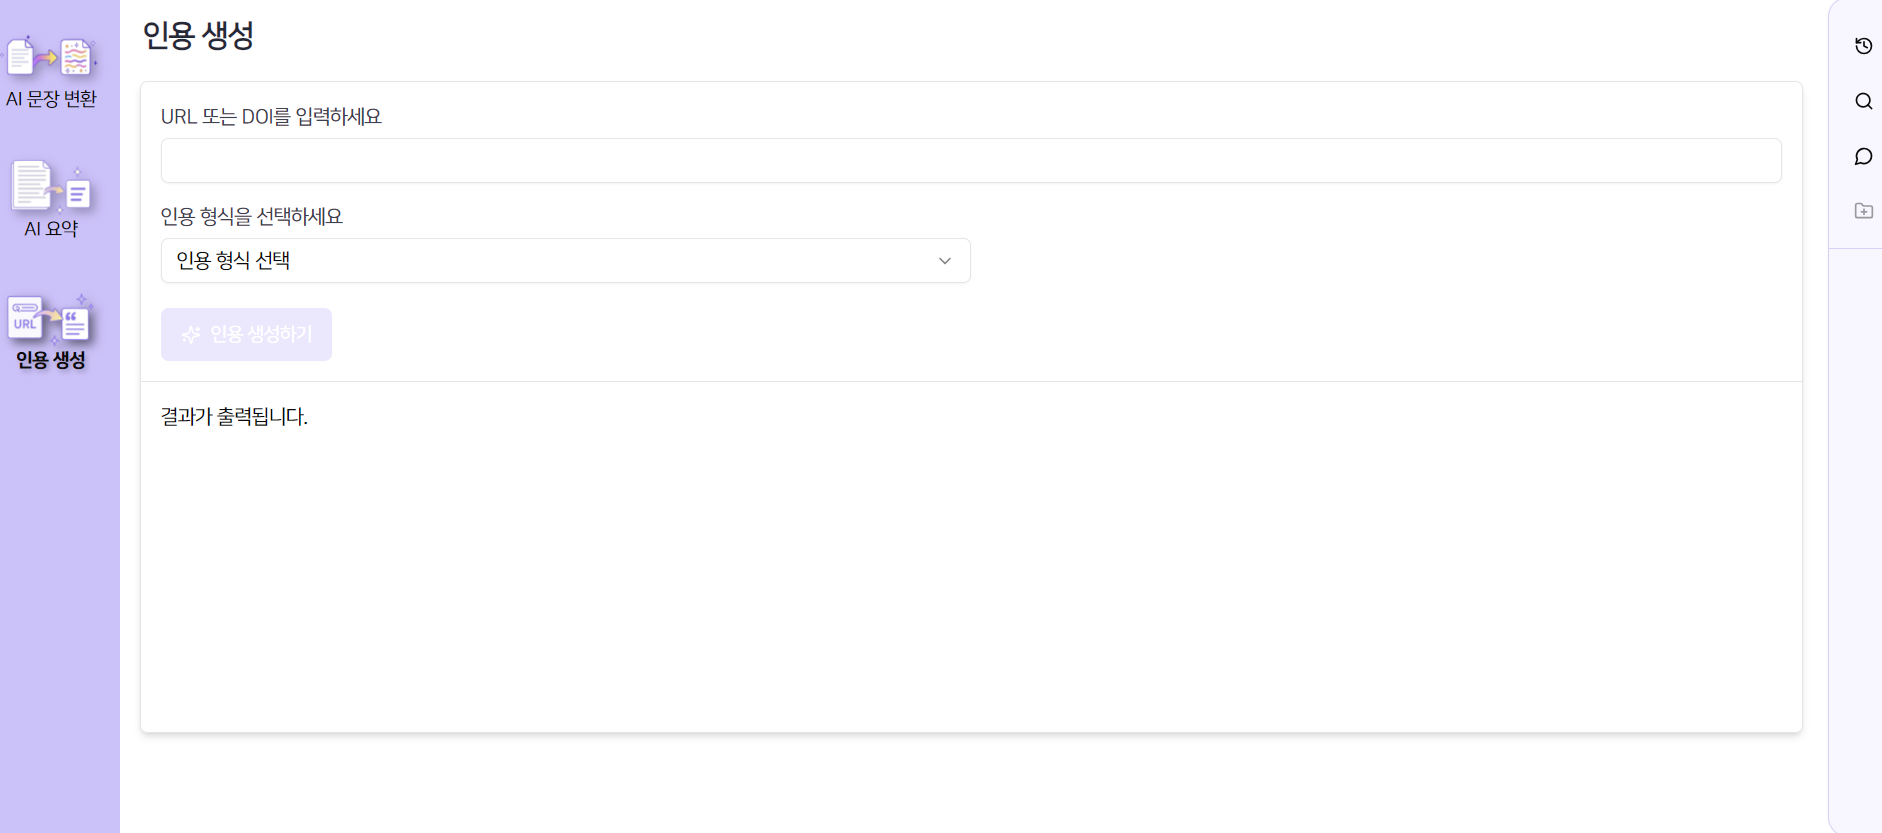 AI 문장 변환
AI 요약
URL
인용 생성
인용 생성
URL 또는 DOI를 입력하세요
인용 형식을 선택하세요
인용 형식 선택
인용 생성하기
결과가 출력됩니다.